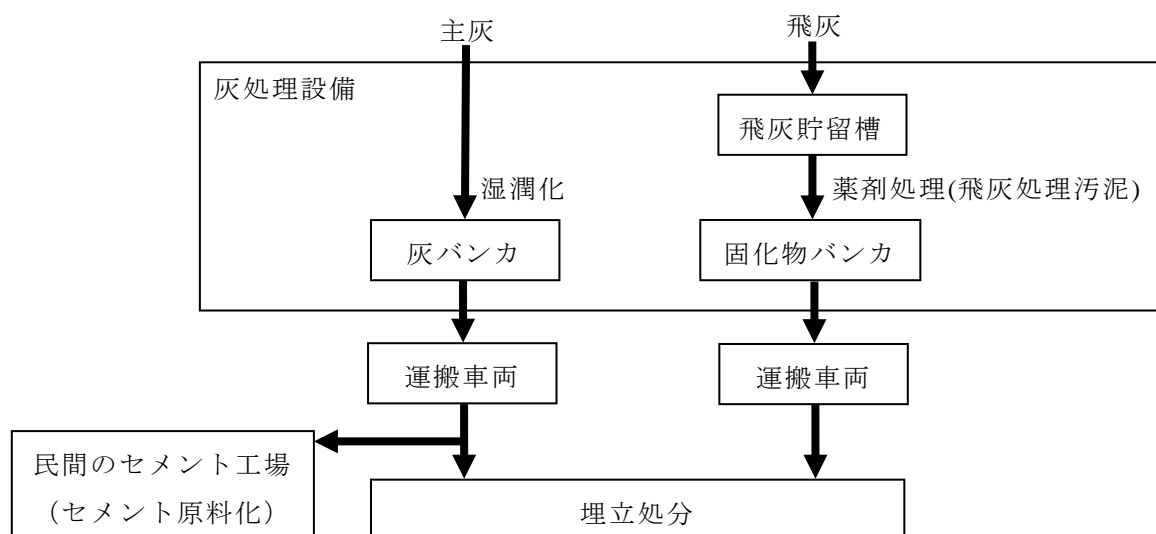 主灰
飛灰
灰処理設備
飛灰貯留槽
湿潤化
薬剤処理(飛灰処理汚泥)
灰バンカ
固化物バンカ
運搬車両
運搬車両
民間のセメント工場
（セメント原料化）
埋立処分